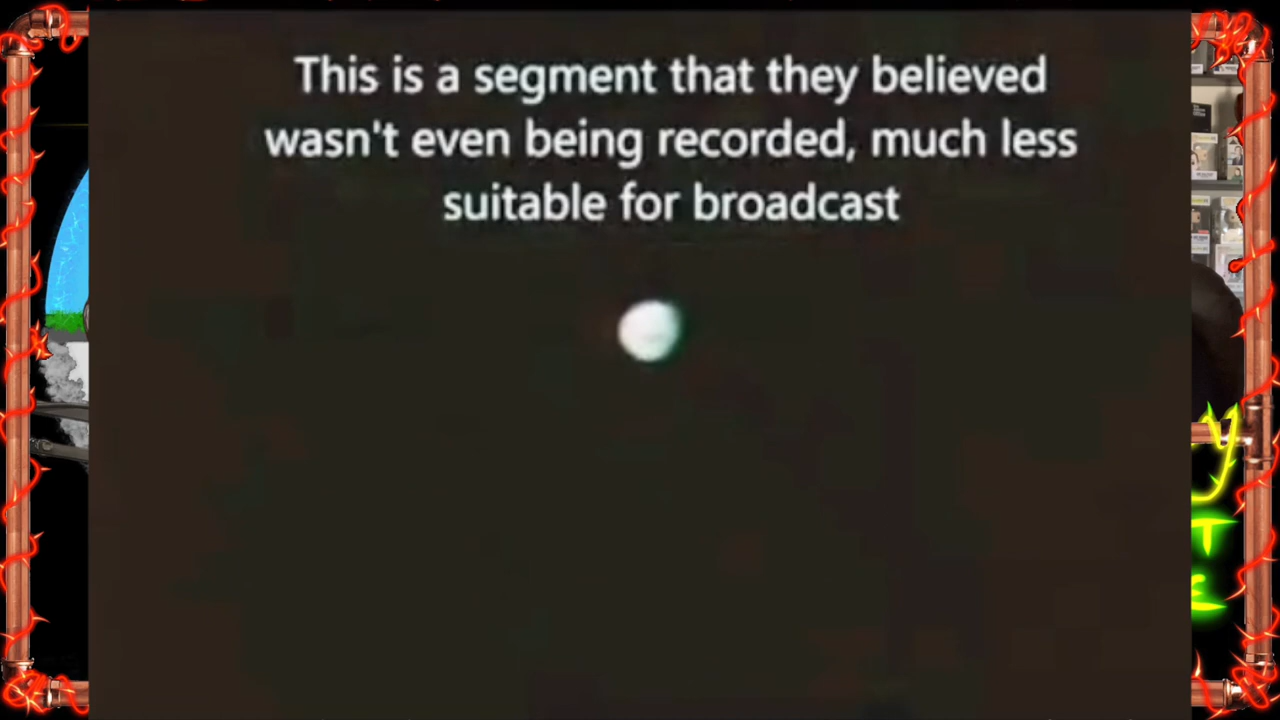 This is a segment that they believed
wasn't even being recorded, much less
suitable for broadcast